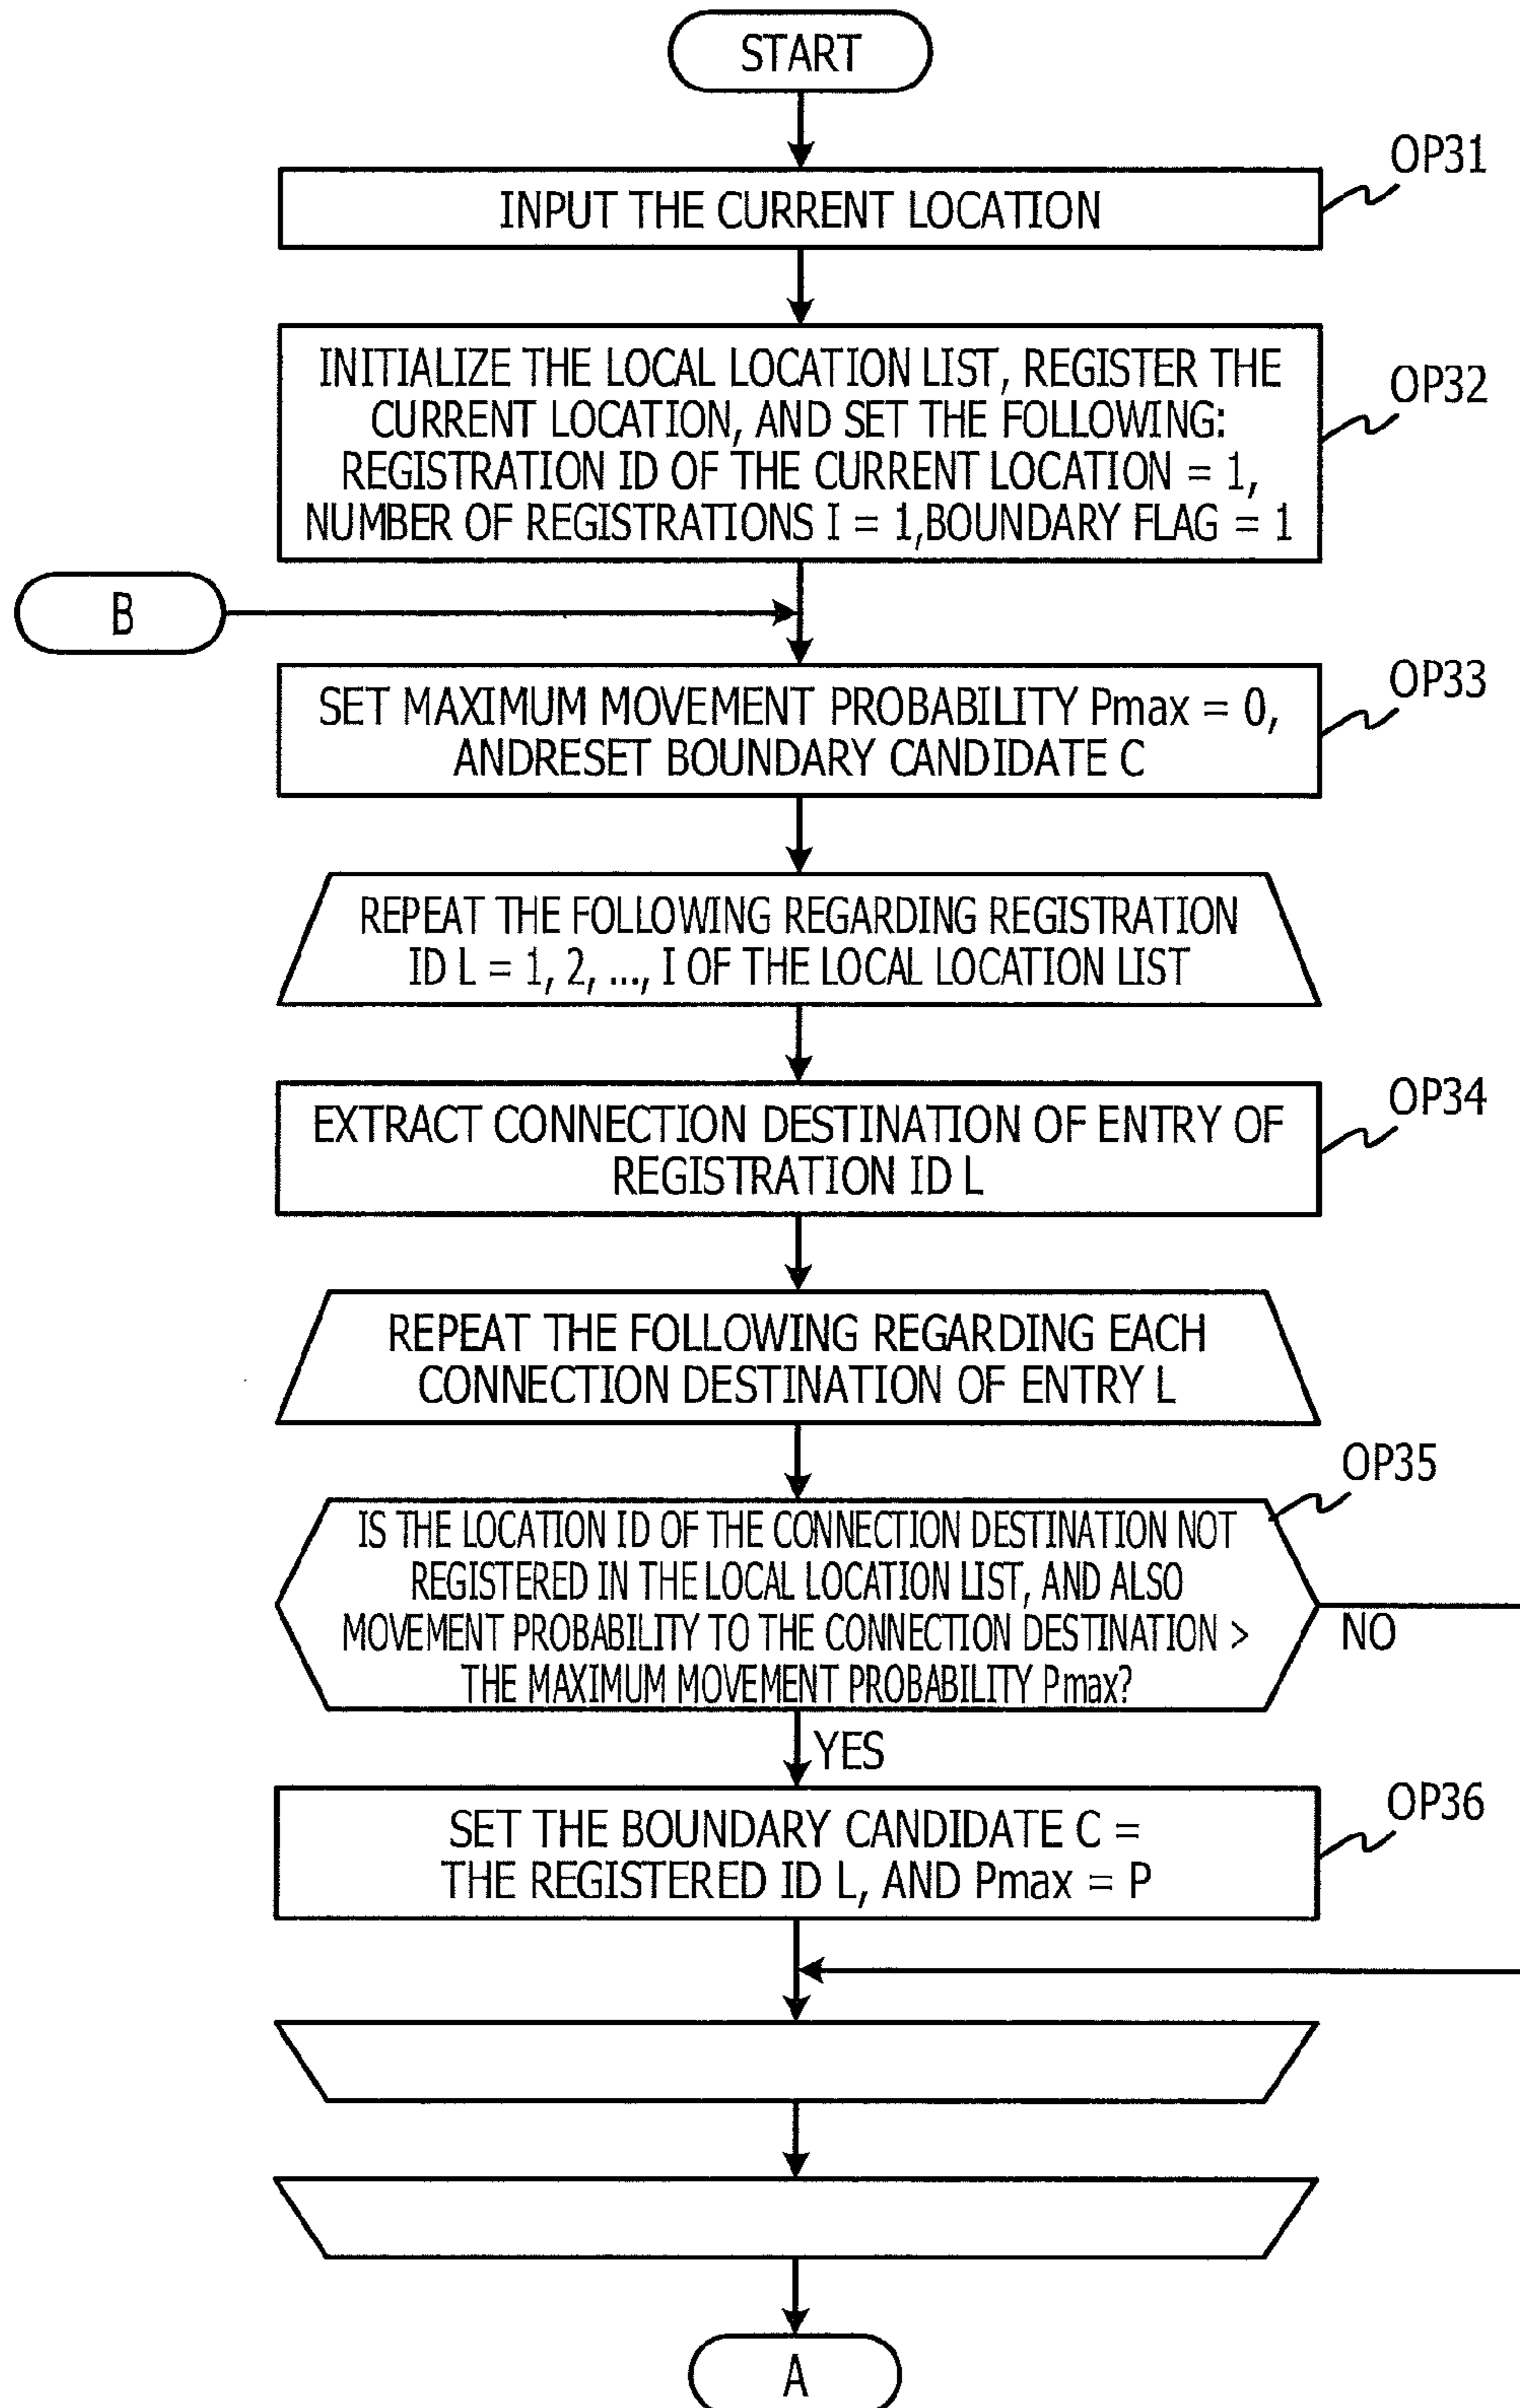 START
OP31
INPUT THE CURRENT LOCATION
OP32
INITIALIZE THE LOCAL LOCATION LIST, REGISTER THE
CURRENT LOCATION, AND SET THE FOLLOWING:
REGISTRATION ID OF THE CURRENT LOCATION = 1,
NUMBER OF REGISTRATIONS I = 1,BOUNDARY FLAG = 1
B
OP33
SET MAXIMUM MOVEMENT PROBABILITY Pmax = 0,
ANDRESET BOUNDARY CANDIDATE C
REPEAT THE FOLLOWING REGARDING REGISTRATION
ID L = 1, 2, ..., I OF THE LOCAL LOCATION LIST
OP34
EXTRACT CONNECTION DESTINATION OF ENTRY OF
REGISTRATION ID L
REPEAT THE FOLLOWING REGARDING EACH
CONNECTION DESTINATION OF ENTRY L
OP35
IS THE LOCATION ID OF THE CONNECTION DESTINATION NOT
REGISTERED IN THE LOCAL LOCATION LIST, AND ALSO
MOVEMENT PROBABILITY TO THE CONNECTION DESTINATION >
THE MAXIMUM MOVEMENT PROBABILITY Pmax?
NO
YES
OP36
SET THE BOUNDARY CANDIDATE C =
THE REGISTERED ID L, AND Pmax = P
A